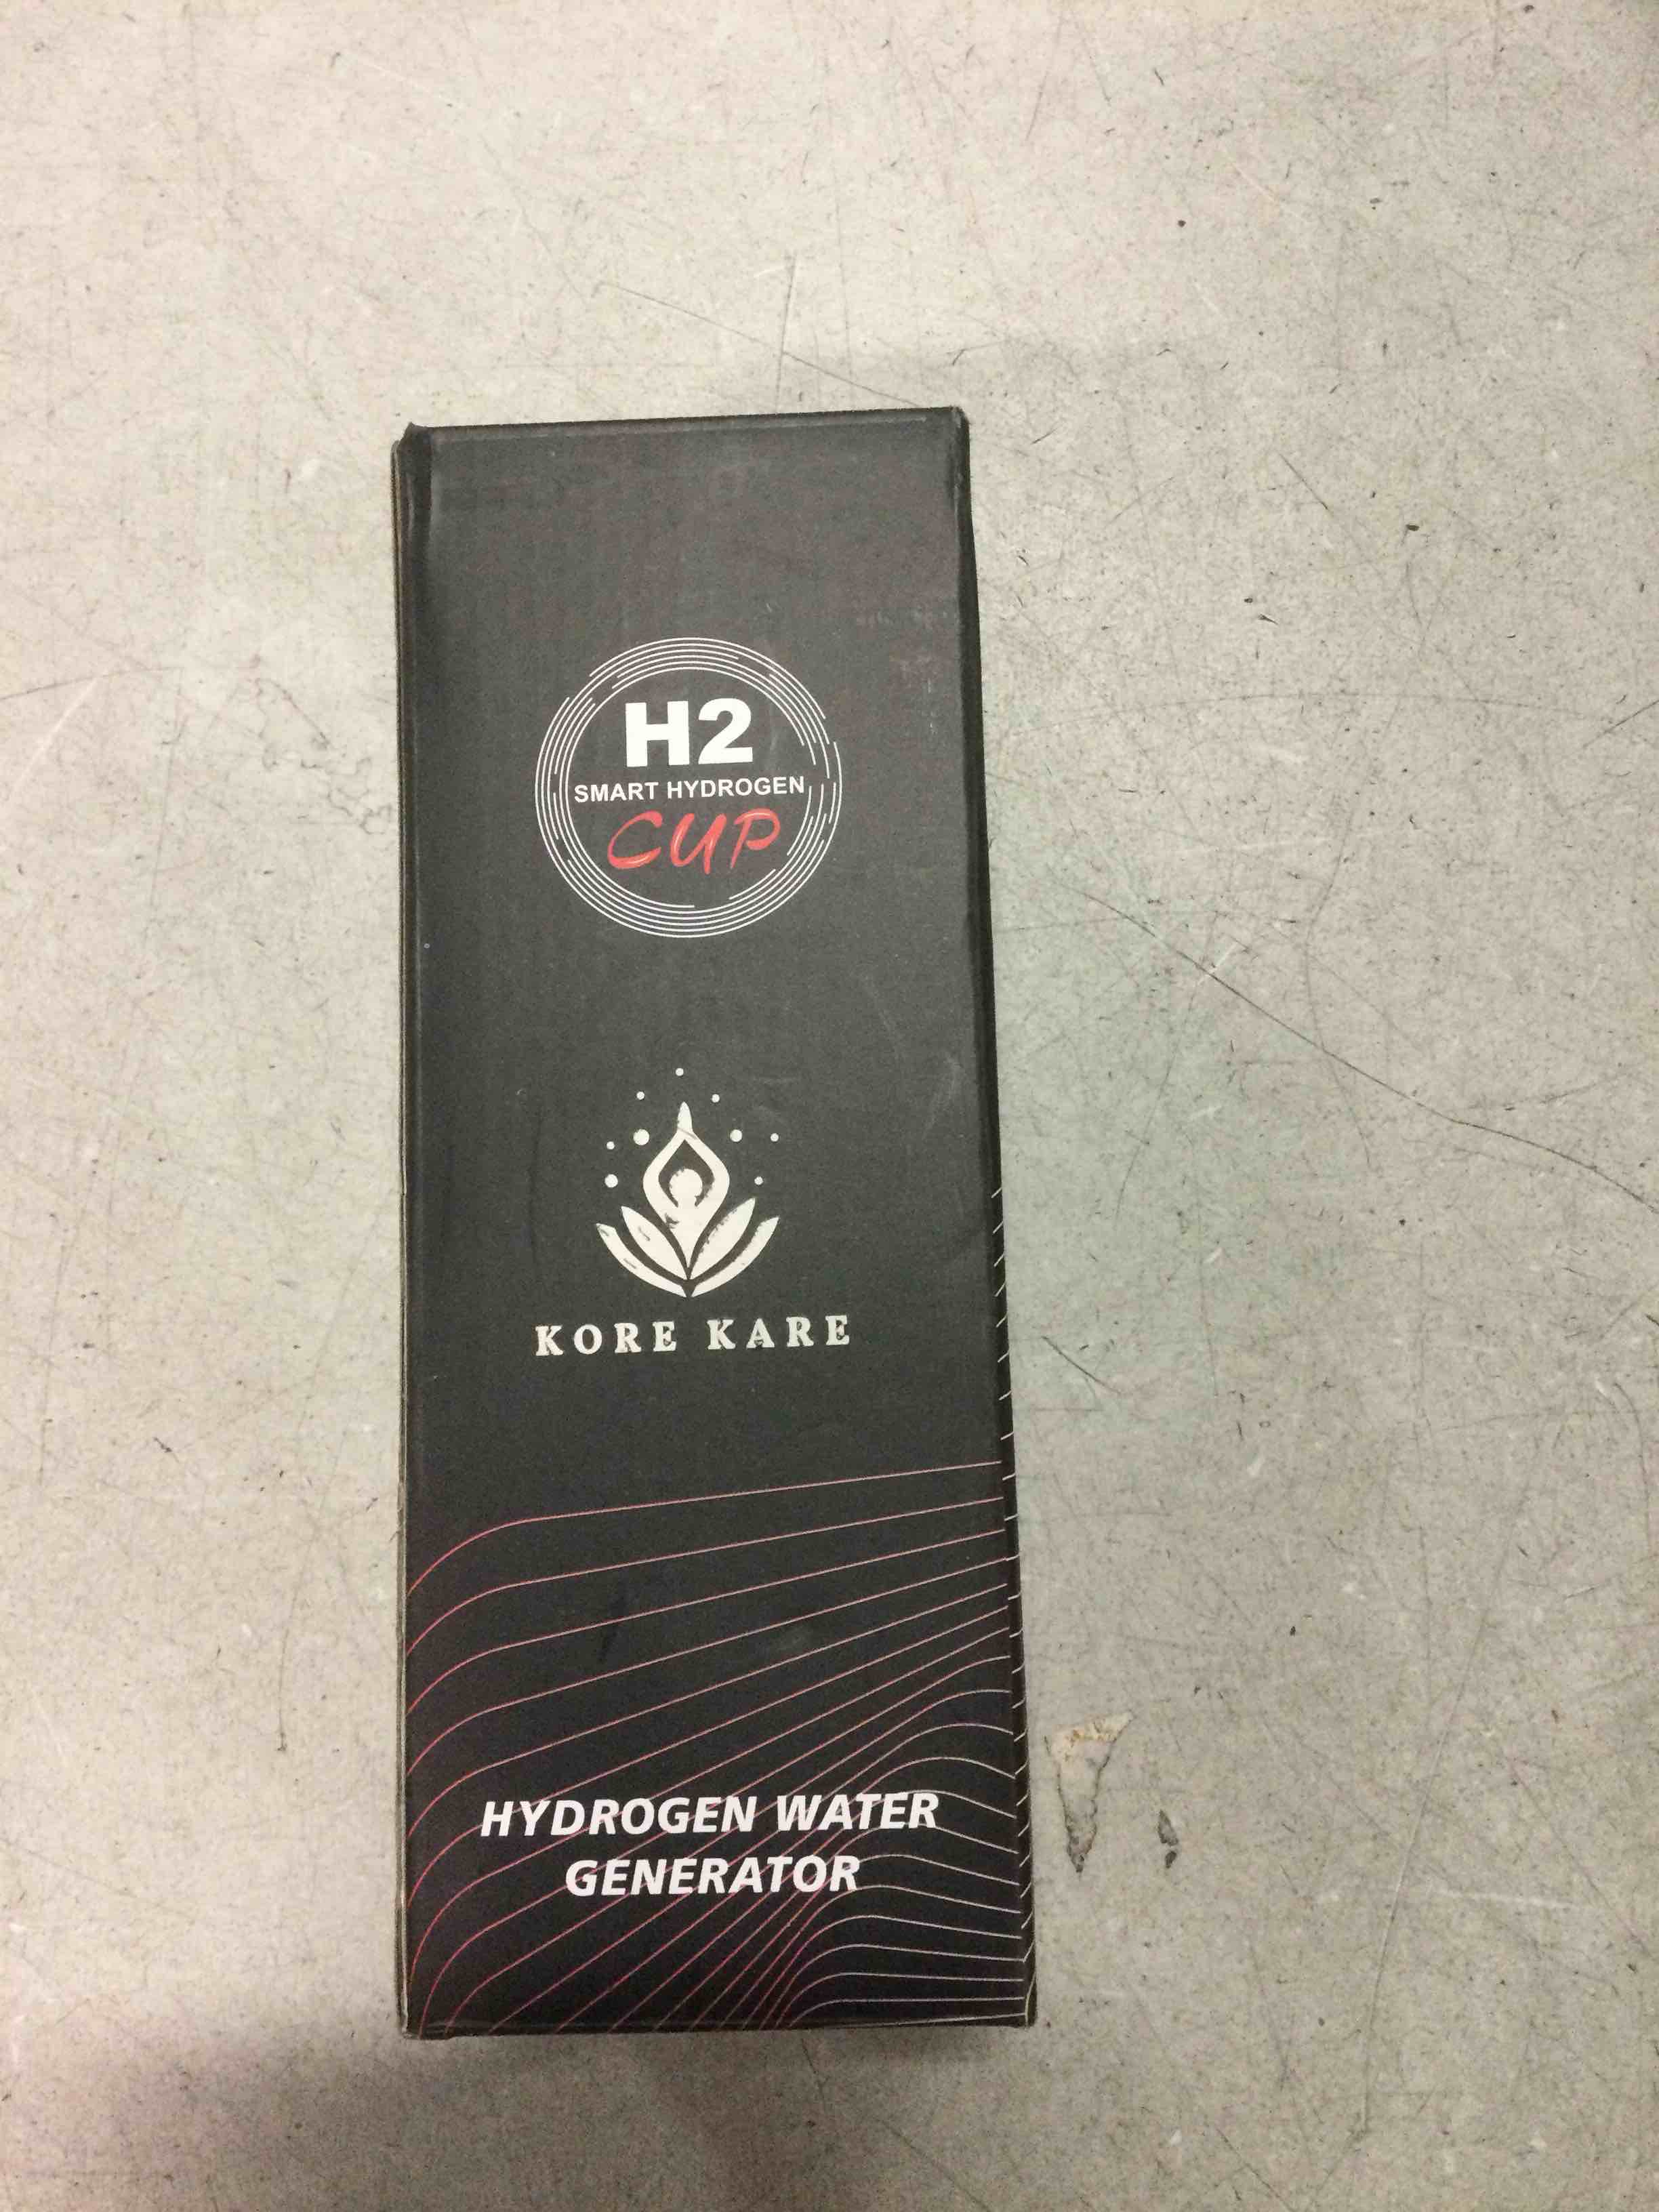 H2
SMART HYDROGEN
CUP
KORE KARE
HYDROGEN WATER
GENERATOR